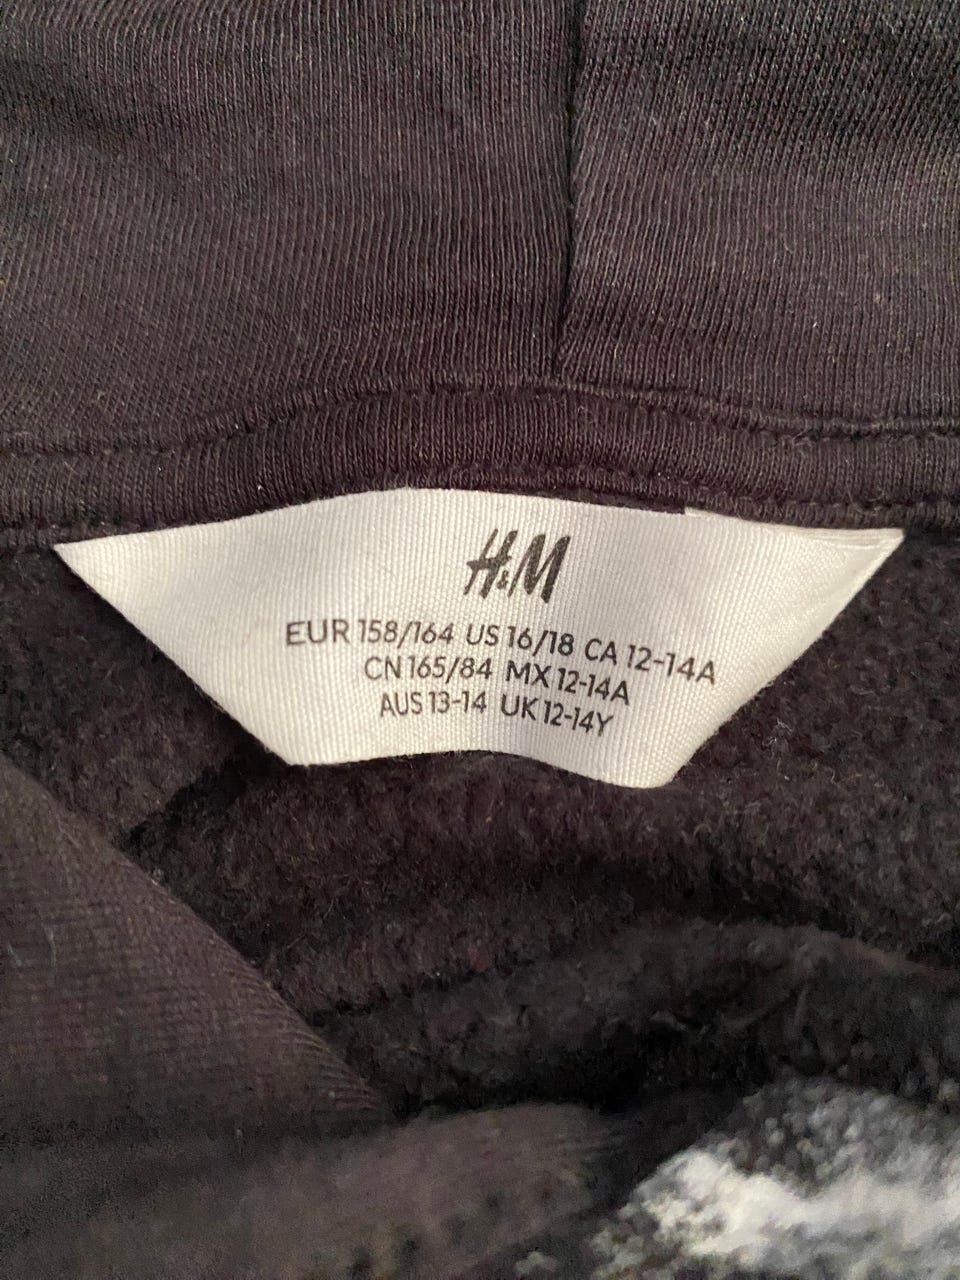 H&M
EUR 158/164 US 16/18 CA 12-14A
CN 165/84 MX 12-14A
AUS 13-14 UK 12-14Y